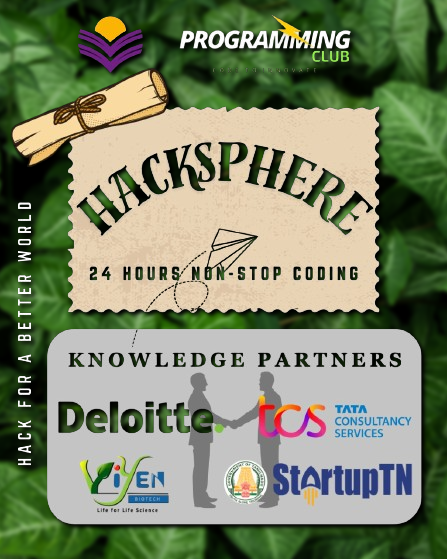 PROGRAMMING
CLUB
HACKSPHERE
24 HOURS NON-STOP CODING
HACK FOR A BETTER WORLD
KNOWLEDGE PARTNERS
Deloitte.
tcs TATA
CONSULTANCY
SERVICES
ViYEN
BIOTECH
Life for Life Science
StartupTN